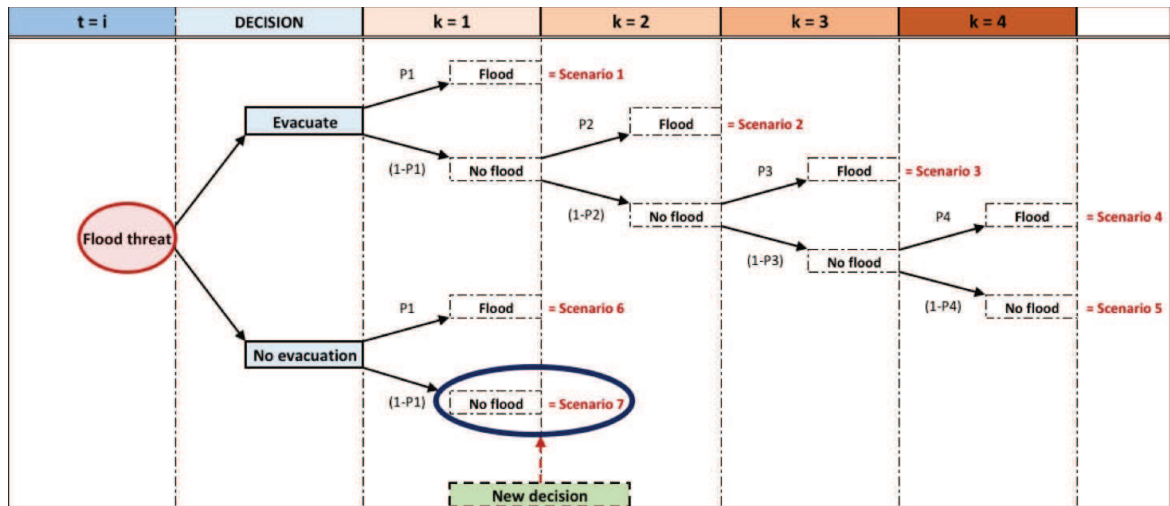 t = i DECISION k = 1 k = 2 k = 3 k = 4
P1 Flood = Scenario 1
Evacuate P2 Flood = Scenario 2
(1-P1) No flood P3 Flood = Scenario 3
(1-P2) No flood P4 Flood = Scenario 4
Flood threat
(1-P3) No flood
P1 Flood = Scenario 6 (1-P4) No flood = Scenario 5
No evacuation
(1-P1) No flood = Scenario 7
New decision